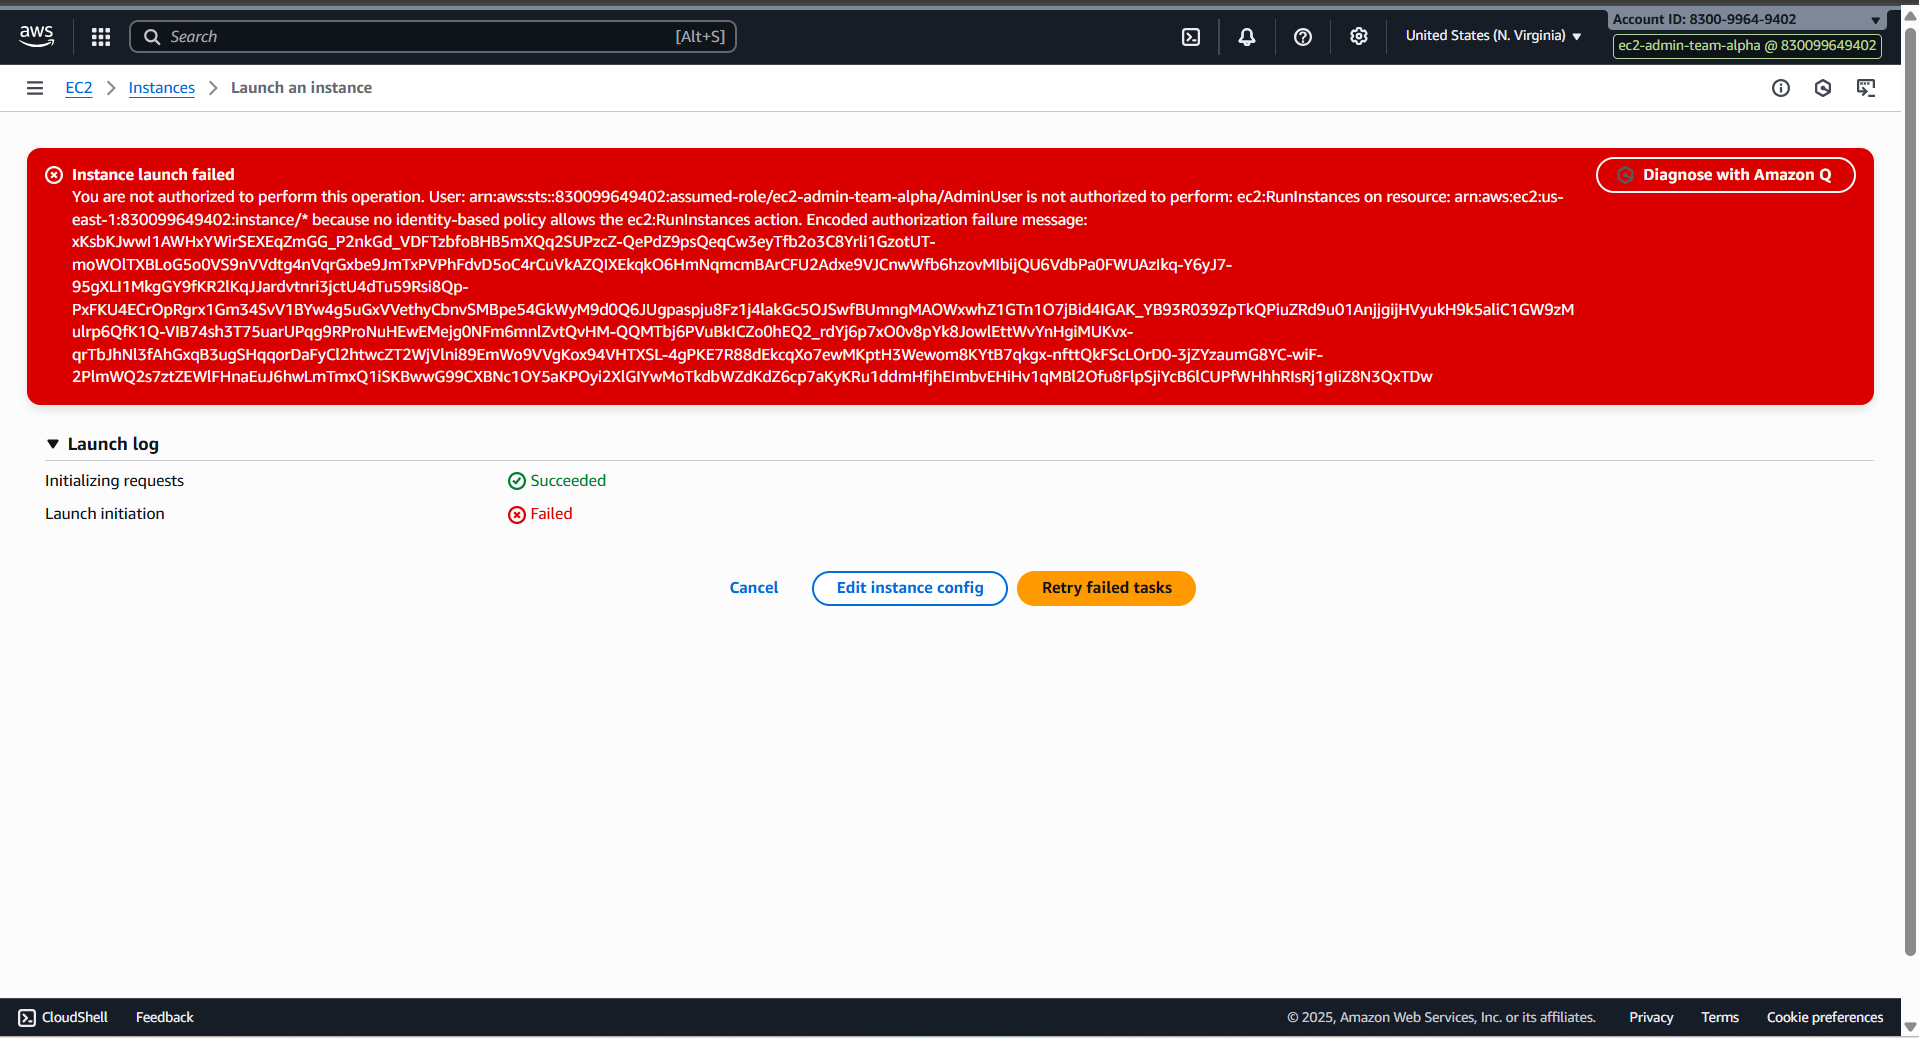 aws
Search [Alt+S]
United States (N. Virginia)
Account ID: 8300-9964-9402
ec2-admin-team-alpha @ 830099649402
EC2 > Instances > Launch an instance
Instance launch failed
Diagnose with Amazon Q
You are not authorized to perform this operation. User: arn:aws:sts::830099649402:assumed-role/ec2-admin-team-alpha/AdminUser is not authorized to perform: ec2:RunInstances on resource: arn:aws:ec2:us-
east-1:830099649402:instance/* because no identity-based policy allows the ec2:RunInstances action. Encoded authorization failure message:
xKsbKJwwI1AWHxYWirSEXEqZmGG_P2nkGd_VDFTzbfoBHB5mXQq2SUPzcZ-QePdZ9psQeqCw3eyTfb2o3C8Yrli1GzotUT-
moWOlTXBLoG5o0VS9nVVdtg4nVqrGxbe9JmTxPVPhFdvD5oC4rCuVkAZQIXEkqkO6HmNqmcmBArCFU2Adxe9VJCnwWfb6hzovMIbijQU6VdbPa0FWUAzIkq-Y6yJ7-
95gXLI1MkgGY9fKR2lKqJJardvtnri3jctU4dTu59Rsi8Qp-
PxFKU4ECrOpRgrx1Gm34SvV1BYw4g5uGxVVethyCbnvSMBpe54GkWyM9d0Q6JUgpaspju8Fz1j4lakGc5OJSwfBUmngMAOWxwhZ1GTn1O7jBid4IGAK_YB93R039ZpTkQPiuZRd9u01AnjjgijHVyukH9k5aliC1GW9zM
ulrp6QfK1Q-VIB74sh3T75uarUPqg9RProNuHEwEMejg0NFm6mnlZvtQvHM-QQMTbj6PVuBkICZo0hEQ2_rdYj6p7xO0v8pYk8JowlEttWvYnHgiMUKvx-
qrTbJhNl3fAhGxqB3ugSHqqorDaFyCl2htwcZT2WjVlni89EmWo9VVgKox94VHTXSL-4gPKE7R88dEkcqXo7ewMKptH3Wewom8KYtB7qkgx-nfttQkFScLOrD0-3jZYzaumG8YC-wiF-
2PlmWQ2s7ztZEWlFHnaEuJ6hwLmTmxQ1iSKBwwG99CXBNc1OY5aKPOyi2XlGIYwMoTkdbWZdKdZ6cp7aKyKRu1ddmHfjhEImbvEHiHv1qMBl2Ofu8FlpSjiYcB6lCUPfWHhhRIsRj1gIiZ8N3QxTDw
Launch log
Initializing requests Succeeded
Launch initiation Failed
Cancel Edit instance config Retry failed tasks
CloudShell Feedback © 2025, Amazon Web Services, Inc. or its affiliates. Privacy Terms Cookie preferences